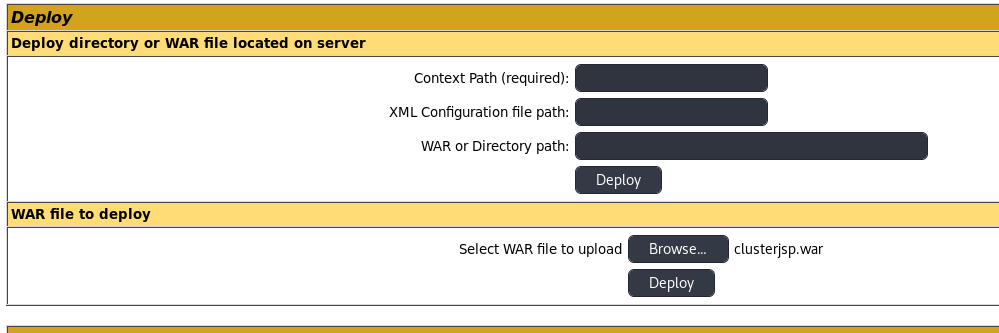 Deploy
Deploy directory or WAR file located on server
Context Path (required):
XML Configuration file path:
WAR or Directory path:
Deploy
WAR file to deploy
Select WAR file to upload Browse... clusterjsp.war
Deploy